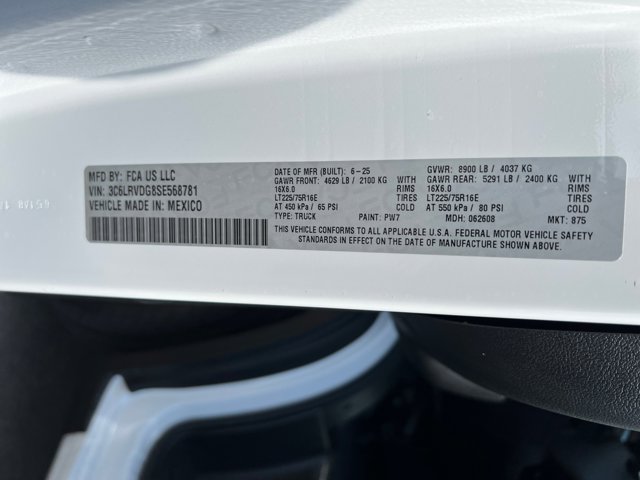 MFD BY: FCA US LLC
VIN: 3C6LRVDG8SE568781
VEHICLE MADE IN: MEXICO
DATE OF MFR (BUILT): 6-25
GAWR FRONT: 4629 LB / 2100 KG WITH
16X6.0 RIMS
LT225/75R16E TIRES
AT 450 kPa / 65 PSI COLD
TYPE: TRUCK PAINT: PW7
GVWR: 8900 LB / 4037 KG
GAWR REAR: 5291 LB / 2400 KG WITH
16X6.0 RIMS
LT225/75R16E TIRES
AT 550 kPa / 80 PSI COLD
MDH: 062608 MKT: 875
THIS VEHICLE CONFORMS TO ALL APPLICABLE U.S.A. FEDERAL MOTOR VEHICLE SAFETY
STANDARDS IN EFFECT ON THE DATE OF MANUFACTURE SHOWN ABOVE.